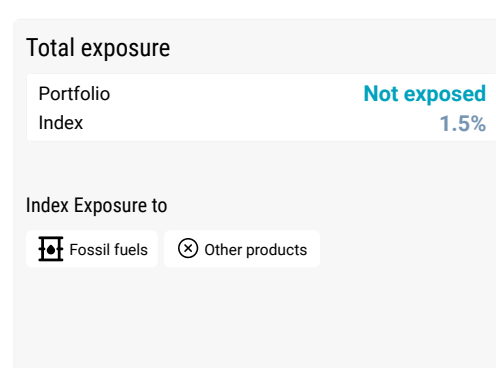 Total exposure
Portfolio Not exposed
Index 1.5%
Index Exposure to
Fossil fuels Other products